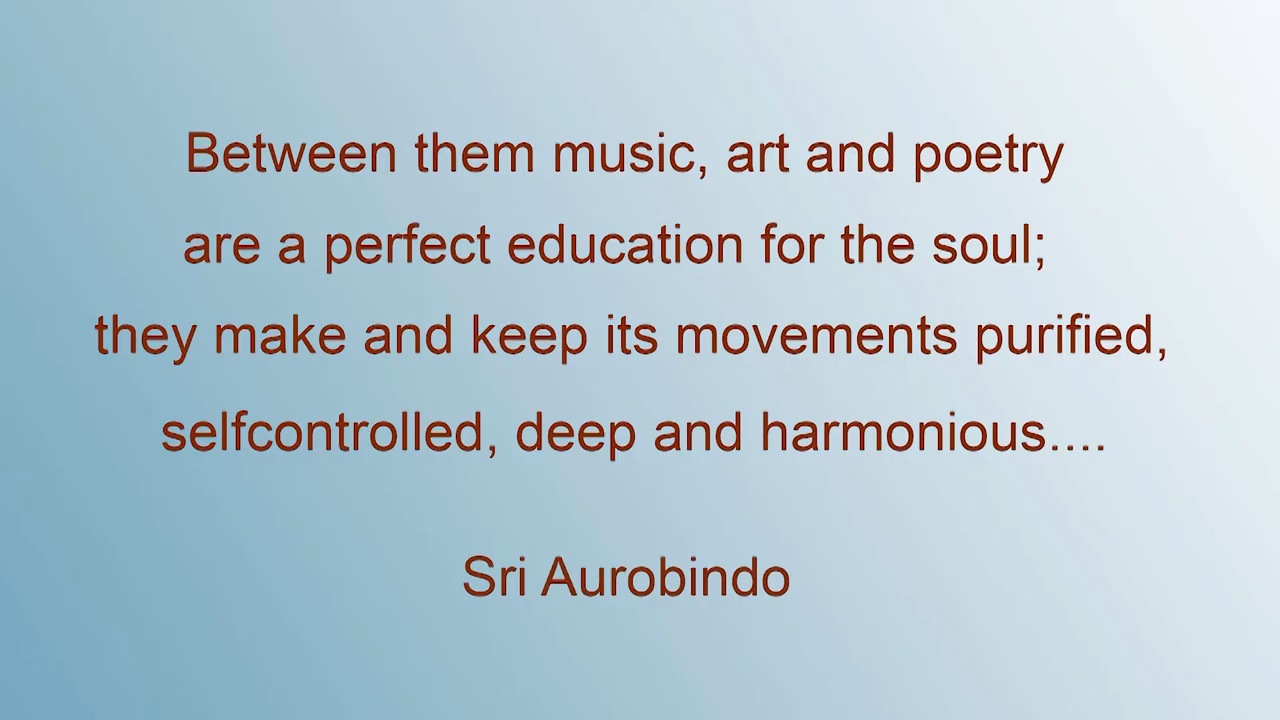 Between them music, art and poetry
are a perfect education for the soul;
they make and keep its movements purified,
selfcontrolled, deep and harmonious....
Sri Aurobindo